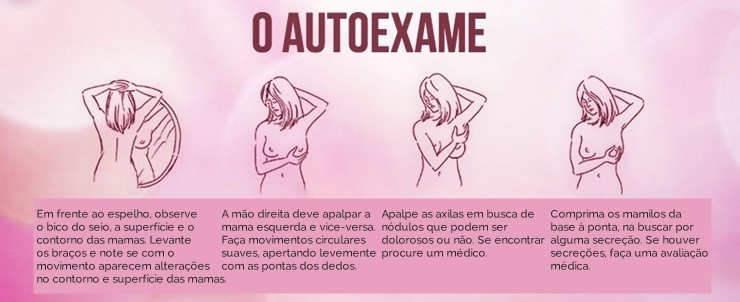 O AUTOEXAME
Em frente ao espelho, observe
o bico do seio, a superfície e o
contorno das mamas. Levante
os braços e note se com o
movimento aparecem alterações
no contorno e superfície das mamas.
A mão direita deve apalpar a
mama esquerda e vice-versa.
Faça movimentos circulares
suaves, apertando levemente
com as pontas dos dedos.
Apalpe as axilas em busca de
nódulos que podem ser
dolorosos ou não. Se encontrar
procure um médico.
Comprima os mamilos da
base à ponta, na buscar por
alguma secreção. Se houver
secreções, faça uma avaliação
médica.